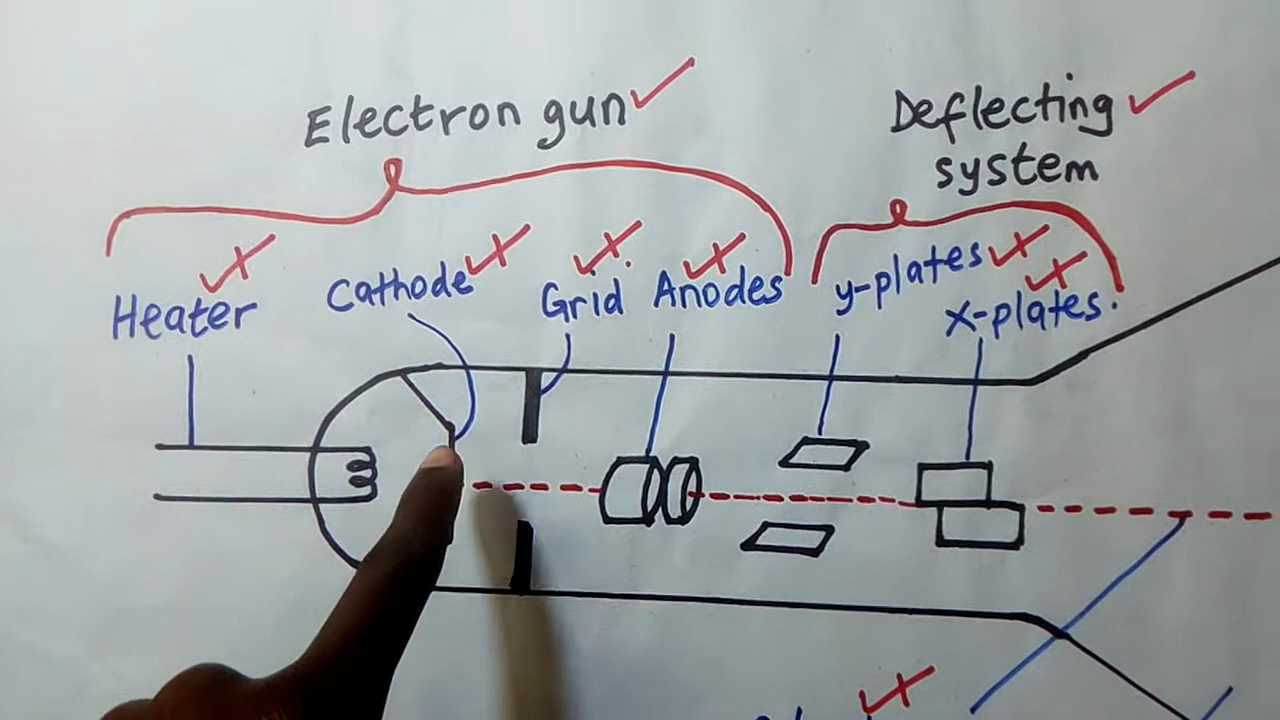 Electron gun
Deflecting
system
Heater
Cathode
Grid
Anodes
y-plates
x-plates.